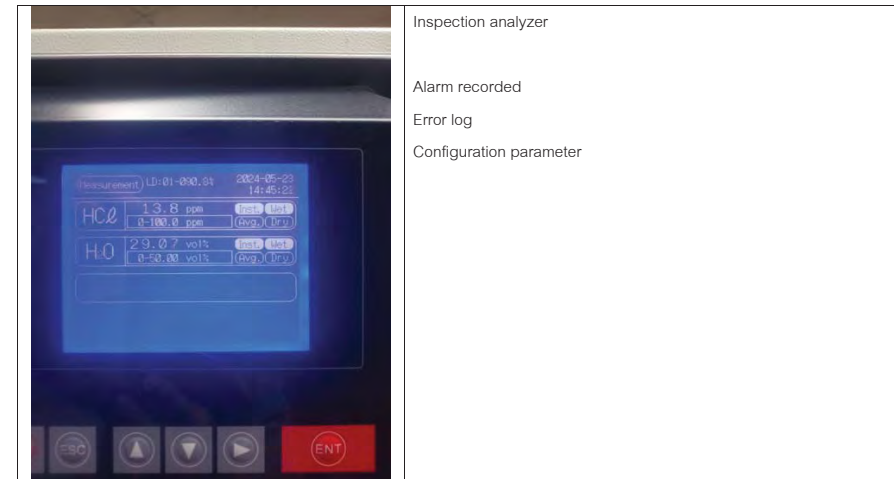 Measurement LD:01-090.8% 2024-05-23
14:45:23
HCℓ 13.8 ppm Inst. Wet
0-100.0 ppm Avg. Dry
H₂O 29.07 vol% Inst. Wet
0-50.00 vol% Avg. Dry
ESC ENT
Inspection analyzer
Alarm recorded
Error log
Configuration parameter